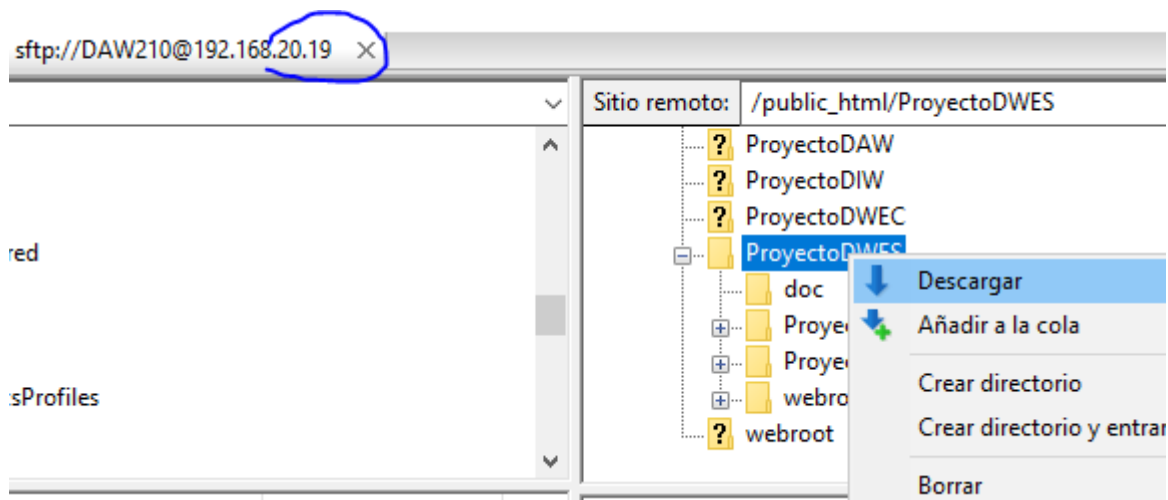 sftp://DAW210@192.168.20.19
Sitio remoto: /public_html/ProyectoDWES
ProyectoDAW
ProyectoDIW
ProyectoDWEC
ProyectoDWES
red
Descargar
doc
Añadir a la cola
Crear directorio
sProfiles
Crear directorio y entrar
webroot
Borrar